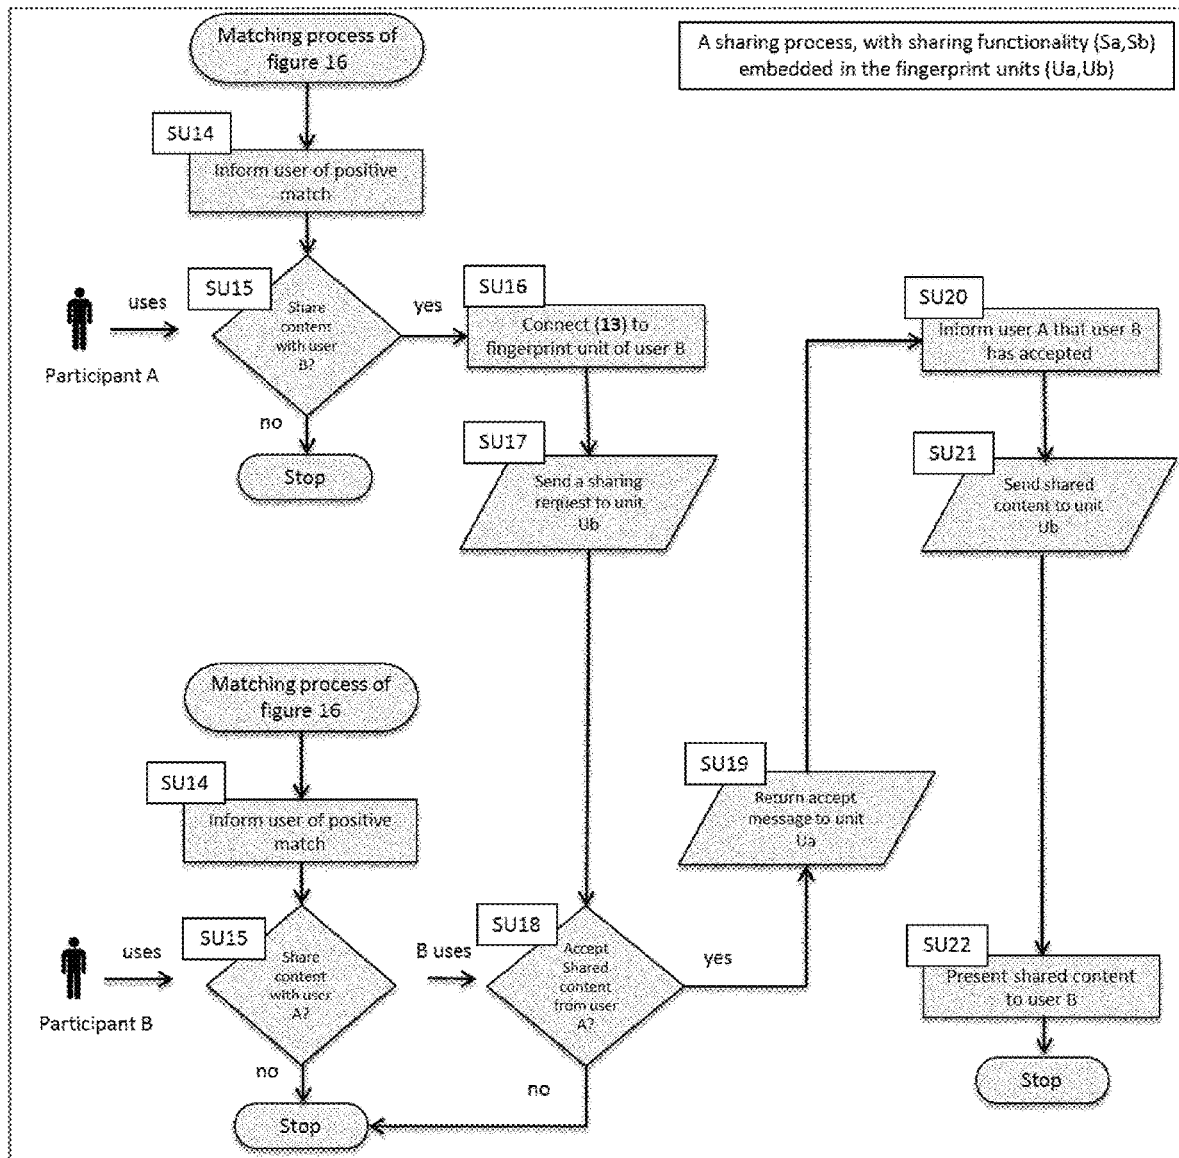 Matching process of
figure 16
A sharing process, with sharing functionality (Sa,Sb)
embedded in the fingerprint units (Ua,Ub)
SU14
Inform user of positive
match
SU15
Share
content
with user
B?
uses
Participant A
yes
no
Stop
SU16
Connect (13) to
fingerprint unit of user B
SU17
Send a sharing
request to unit
Ub
SU20
Inform user A that user B
has accepted
SU21
Send shared
content to unit
Ub
Matching process of
figure 16
SU14
Inform user of positive
match
SU19
Return accept
message to unit
Ua
uses
Participant B
SU15
Share
content
with user
A?
B uses
SU18
Accept
Shared
content
from user
A?
yes
no
no
Stop
SU22
Present shared content
to user B
Stop